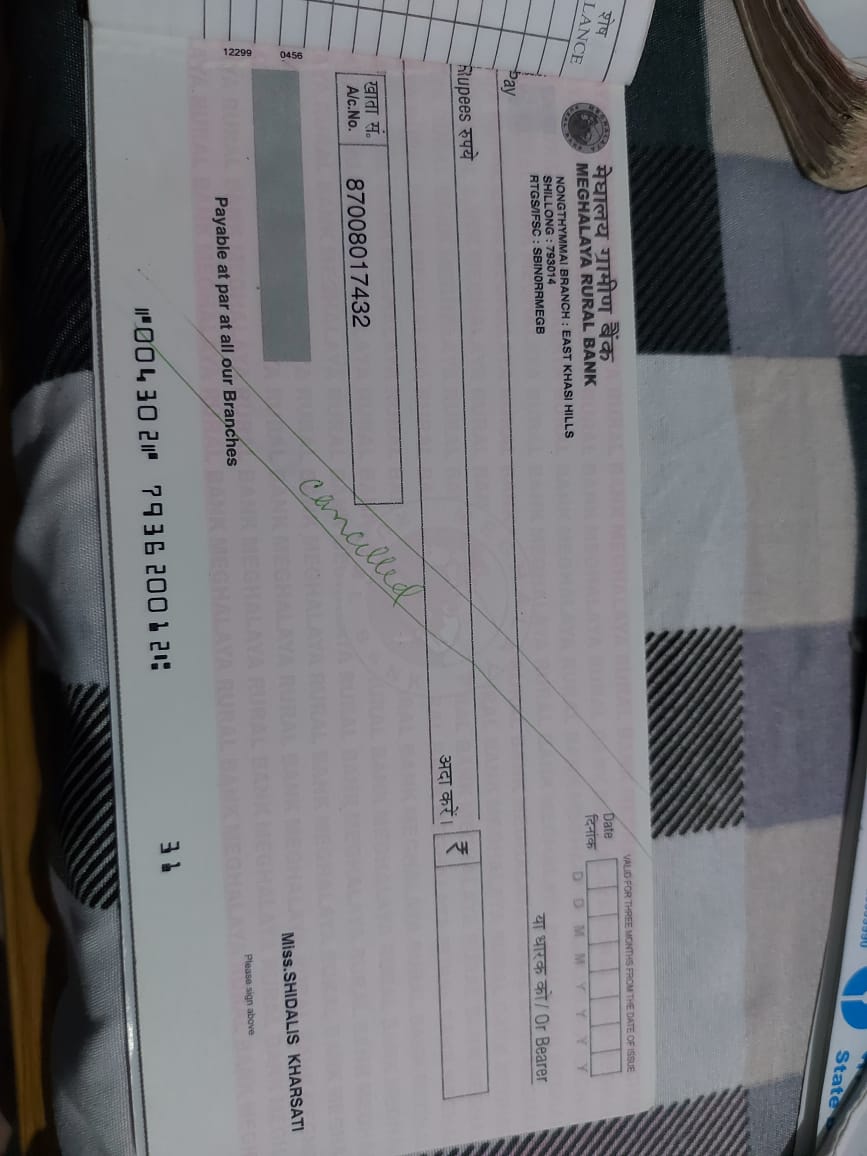 शेष
LANCE
मेघालय ग्रामीण बैंक
MEGHALAYA RURAL BANK
NONGTHYMMAI BRANCH : EAST KHASI HILLS
SHILLONG : 793014
RTGS/IFSC : SBIN0RRMEGB
VALID FOR THREE MONTHS FROM THE DATE OF ISSUE
Date
दिनांक
D D M M Y Y Y Y
Pay
या धारक को / Or Bearer
Rupees रुपये
अदा करें। ₹
खाता सं.
A/c.No.
87008017432
cancelled
12299 0456
Miss.SHIDALIS KHARSATI
Please sign above
Payable at par at all our Branches
⑈004302⑈ 793620012⑆ 31
State